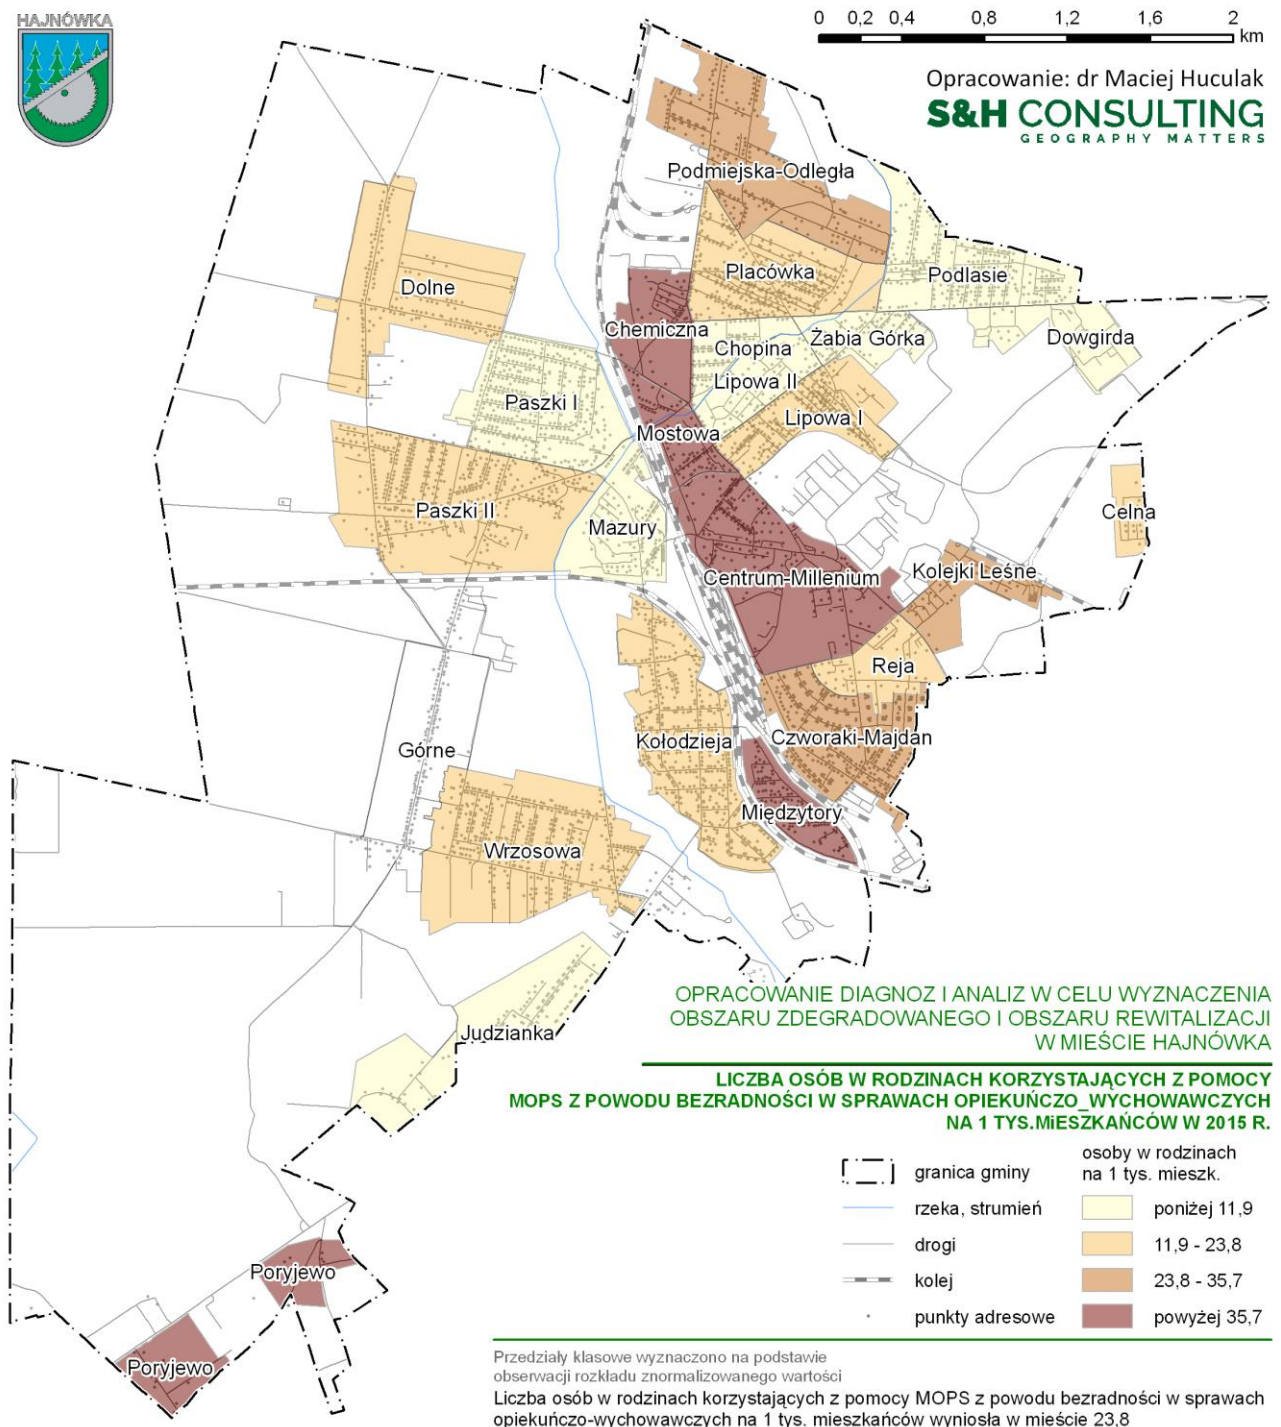 HAJNÓWKA
0 0,2 0,4 0,8 1,2 1,6 2
km
Opracowanie: dr Maciej Huculak
S&H CONSULTING
GEOGRAPHY MATTERS
Podmiejska-Odległa
Placówka
Podlasie
Dolne
Chemiczna
Chopina
Żabia Górka
Dowgirda
Lipowa II
Paszki I
Lipowa I
Mostowa
Paszki II
Mazury
Celna
Centrum-Millenium
Kolejki Leśne
Reja
Górne
Kołodzieja
Czworaki-Majdan
Międzytory
Wrzosowa
Judzianka
Poryjewo
Poryjewo
OPRACOWANIE DIAGNOZ I ANALIZ W CELU WYZNACZENIA
OBSZARU ZDEGRADOWANEGO I OBSZARU REWITALIZACJI
W MIEŚCIE HAJNÓWKA
LICZBA OSÓB W RODZINACH KORZYSTAJĄCYCH Z POMOCY
MOPS Z POWODU BEZRADNOŚCI W SPRAWACH OPIEKUŃCZO_WYCHOWAWCZYCH
NA 1 TYS.MiESZKAŃCÓW W 2015 R.
granica gminy
rzeka, strumień
drogi
kolej
punkty adresowe
osoby w rodzinach
na 1 tys. mieszk.
poniżej 11,9
11,9 - 23,8
23,8 - 35,7
powyżej 35,7
Przedziały klasowe wyznaczono na podstawie
obserwacji rozkładu znormalizowanego wartości
Liczba osób w rodzinach korzystających z pomocy MOPS z powodu bezradności w sprawach
opiekuńczo-wychowawczych na 1 tys. mieszkańców wyniosła w mieście 23,8